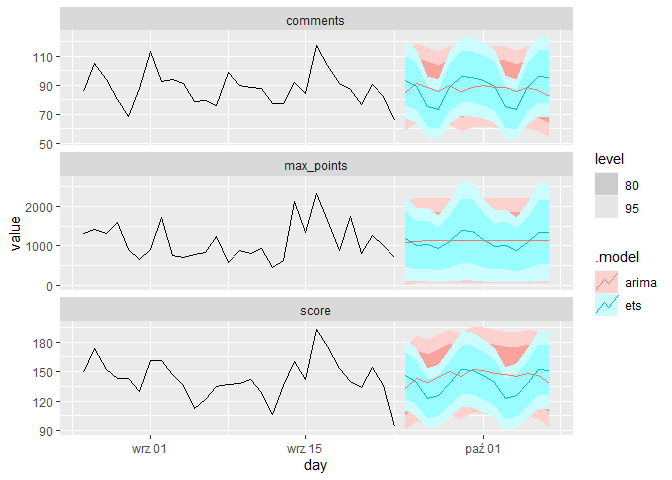 comments
110
90
70
50
max_points
2000
1000
0
score
180
150
120
90
value
wrz 01
wrz 15
paź 01
day
level
80
95
.model
arima
ets